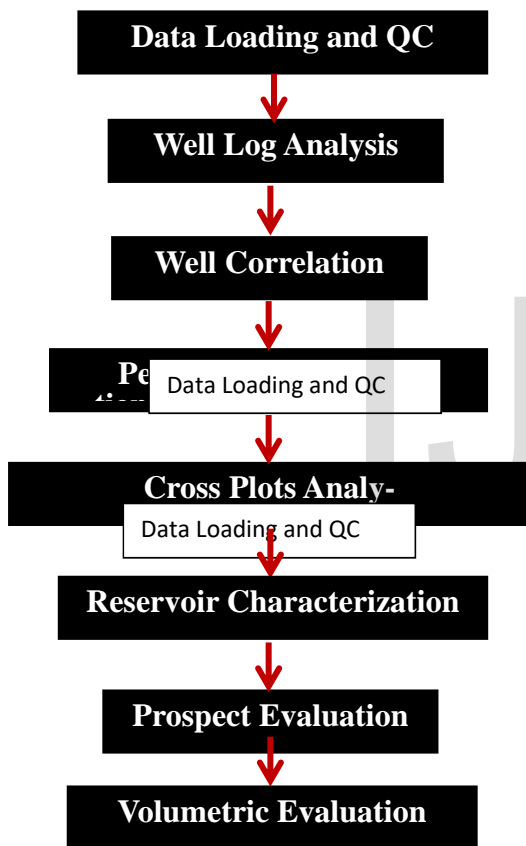 Data Loading and QC
Well Log Analysis
Well Correlation
Data Loading and QC
Cross Plots Analy-
Data Loading and QC
Reservoir Characterization
Prospect Evaluation
Volumetric Evaluation